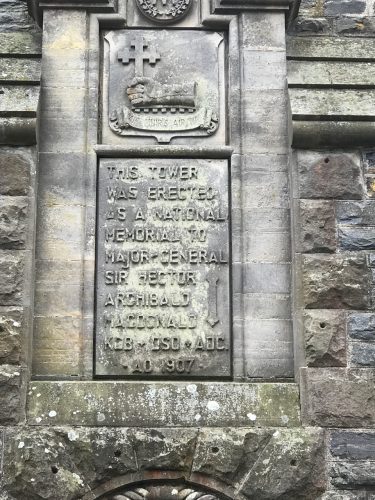 THIS TOWER
WAS ERECTED
AS A NATIONAL
MEMORIAL TO
MAJOR-GENERAL
SIR HECTOR
ARCHIBALD
MACDONALD
KCB · DSO · ADC
· AD 1907 ·